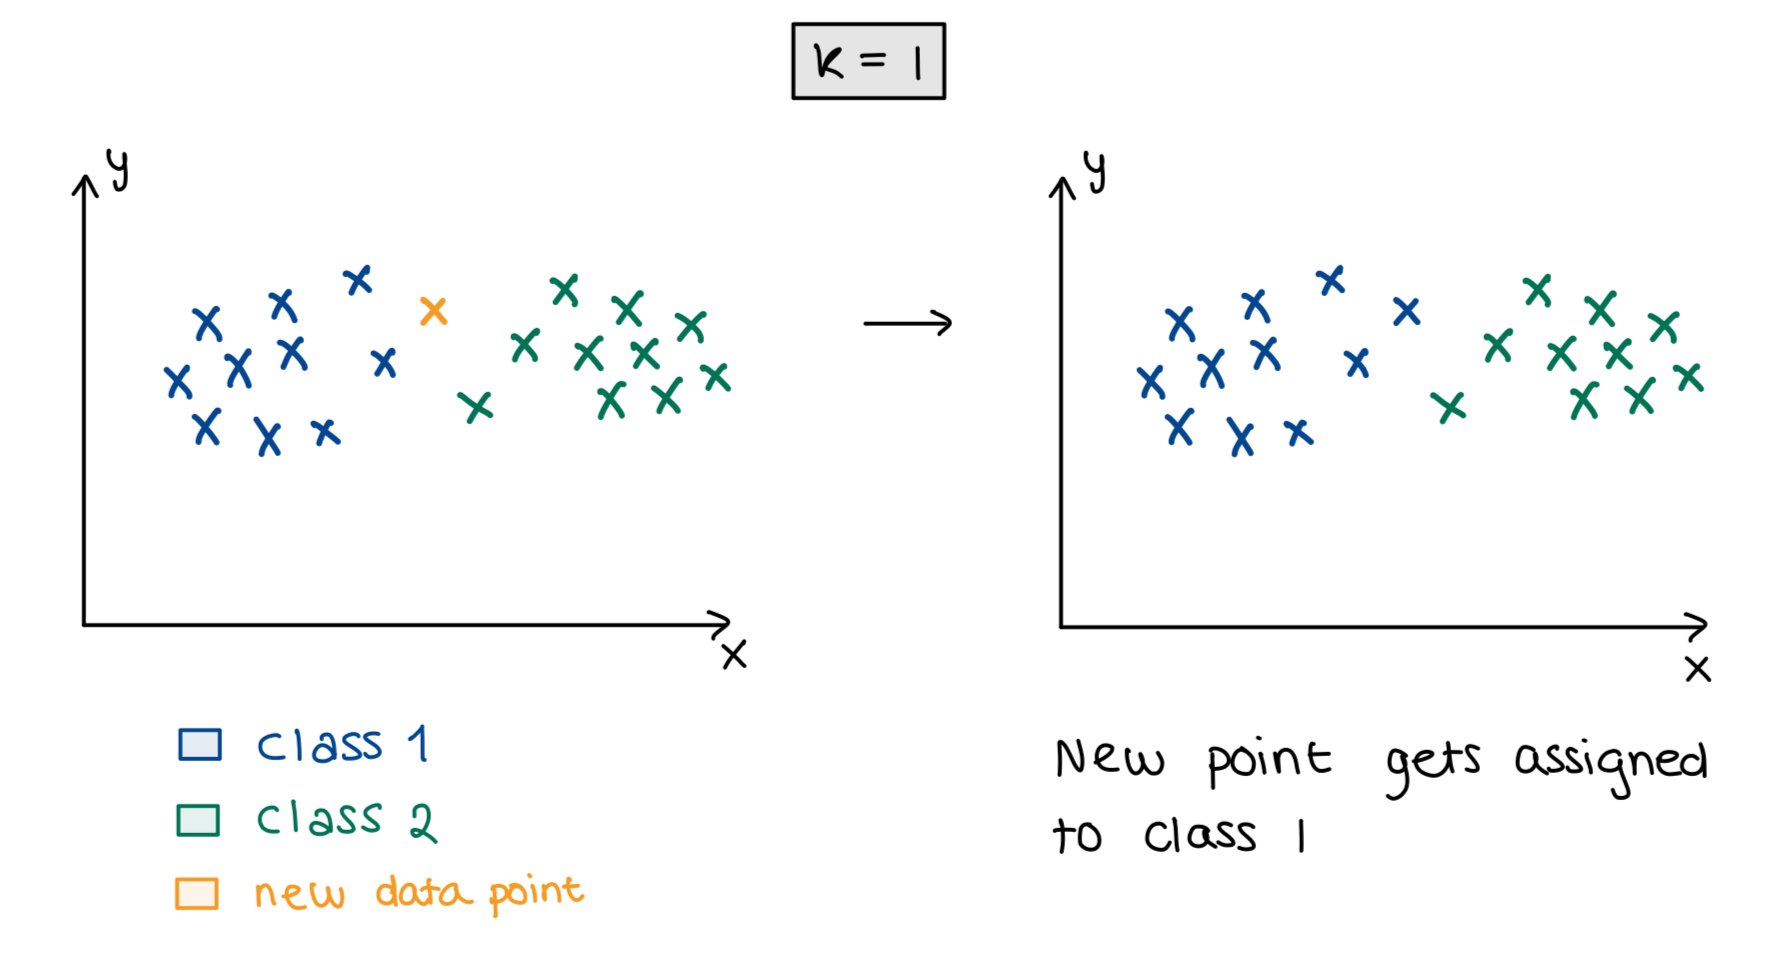 K = 1
y
x
class 1
class 2
new data point
y
x
New point gets assigned
to class 1